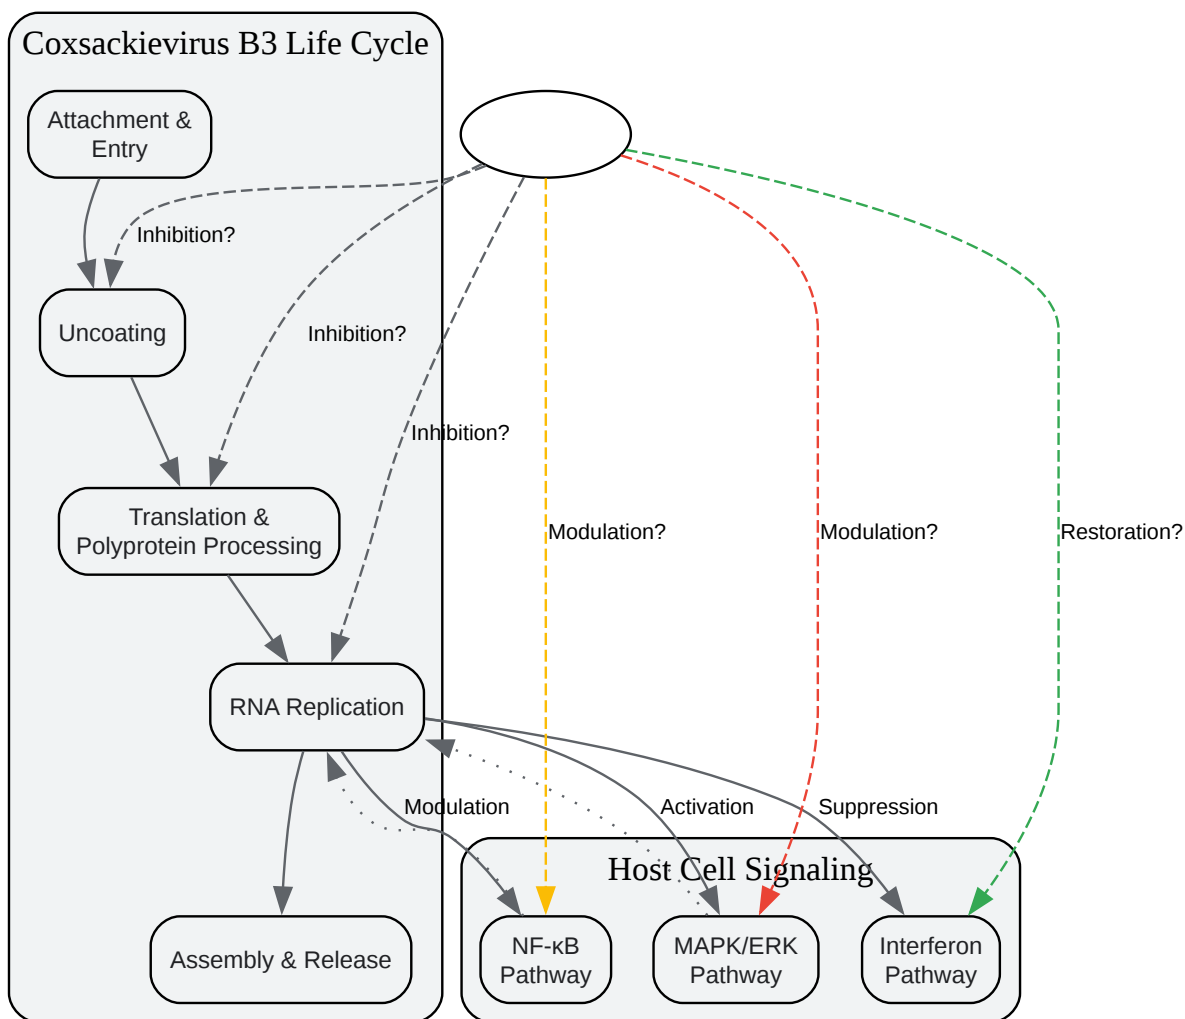 Coxsackievirus B3 Life Cycle
Attachment &
Entry
Inhibition?
Uncoating
Inhibition?
Inhibition?
Translation &
Polyprotein Processing
Modulation?
Modulation?
Restoration?
RNA Replication
Modulation
Activation
Suppression
Host Cell Signaling
Assembly & Release
NF-κB
Pathway
MAPK/ERK
Pathway
Interferon
Pathway